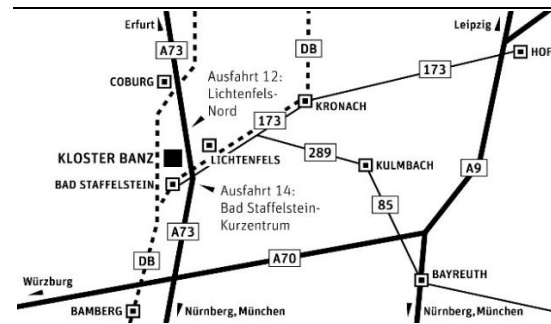 Erfurt
Leipzig
A73
DB
HOF
173
COBURG
Ausfahrt 12:
Lichtenfels-
Nord
KRONACH
173
KLOSTER BANZ
LICHTENFELS
289
KULMBACH
A9
BAD STAFFELSTEIN
Ausfahrt 14:
Bad Staffelstein-
Kurzentrum
85
A73
DB
A70
Würzburg
BAYREUTH
BAMBERG
Nürnberg, München
Nürnberg, München